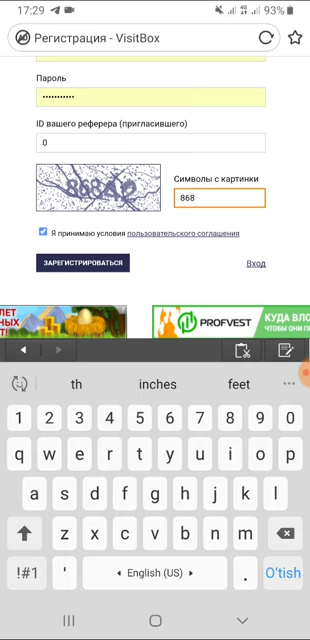 17:29 93%
Регистрация - VisitBox
Пароль
•••••••••••
ID вашего реферера (пригласившего)
0
Символы с картинки
868
Я принимаю условия пользовательского соглашения
ЗАРЕГИСТРИРОВАТЬСЯ Вход
ЛЕТ
НЫХ
Х!
PROFVEST
КУДА ВЛО
ЧТОБЫ ОНИ П
th inches feet
1 2 3 4 5 6 7 8 9 0
q w e r t y u i o p
a s d f g h j k l
z x c v b n m
!#1 ' English (US) . O'tish